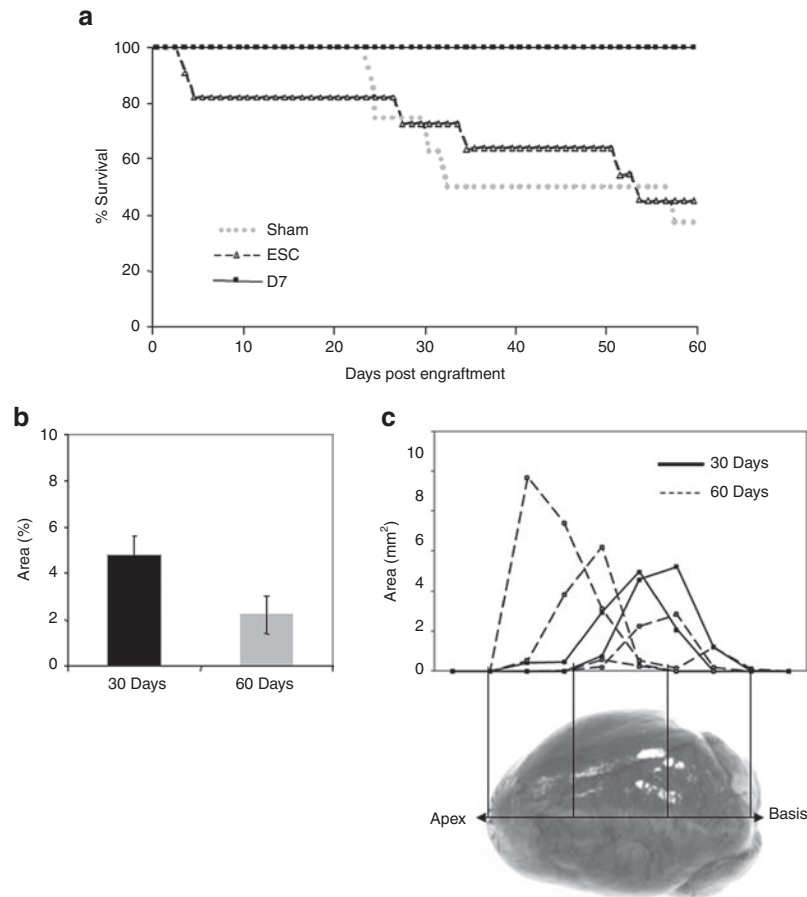 a
100
80
60
40
20
0
% Survival
Sham
ESC
D7
0 10 20 30 40 50 60
Days post engraftment
b
10
8
6
4
2
0
Area (%)
30 Days 60 Days
c
10
8
6
4
2
0
Area (mm²)
30 Days
60 Days
Apex Basis